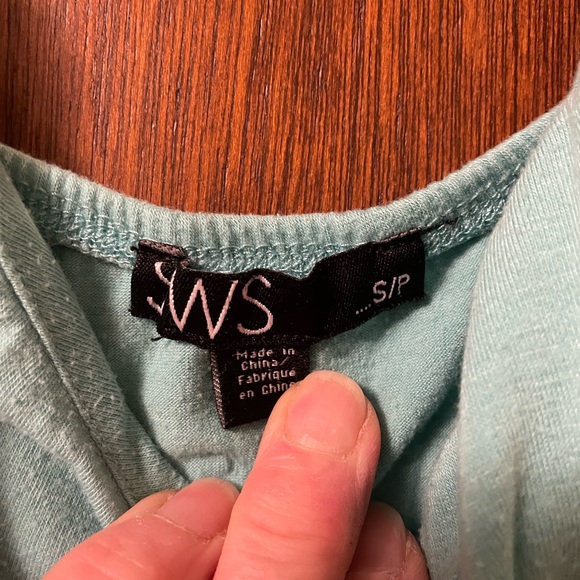 SWS
....S/P
Made in
China/
Fabriqué
en Chine